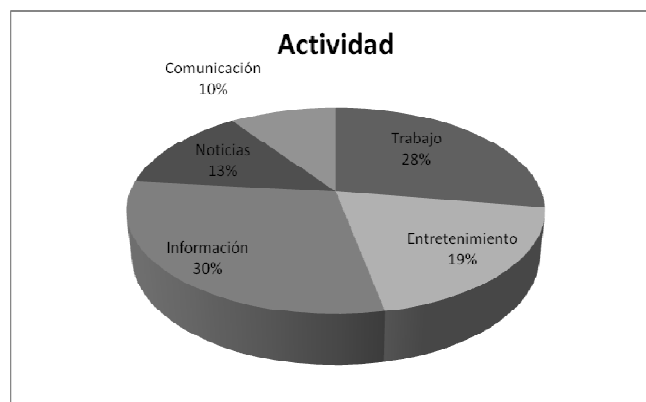 Actividad
Comunicación
10%
Trabajo
28%
Noticias
13%
Entretenimiento
19%
Información
30%